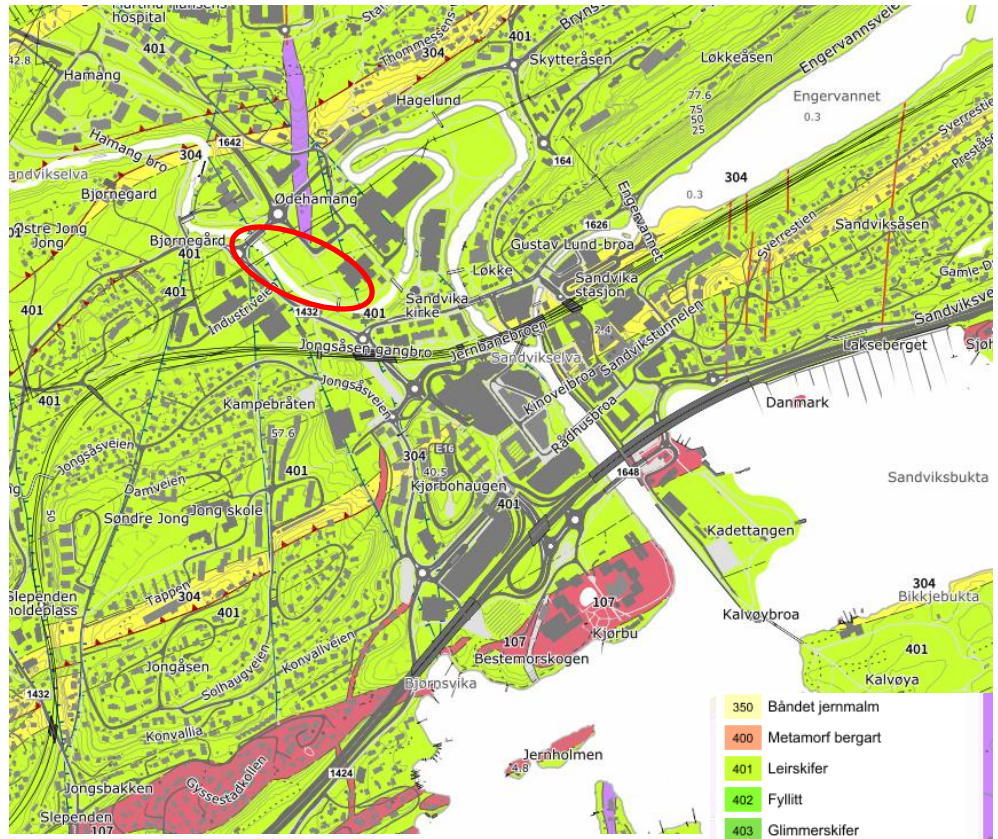 hospital
401
Thommessens
304
Bryns
401
Skytteråsen
Løkkeåsen
Engervannsveien
42.8
Hamang
Hagelund
77.6
75
50
25
Engervannet
0.3
Hamang bro
304
1642
164
Sandvikselva
Bjørnegard
Ødehamang
0.3
304
Sverrestien
Prestås
Østre Jong
Jong
401
Bjørnegård
401
Engervannet
1626
Gustav Lund-broa
Sverrestien
Sandviksåsen
401
Industriveien
Løkke
Sandvika
stasjon
Gamle-D
Sandvika
kirke
1432
401
2.4
Sandviksve
Jongsåsen gangbro
Jernbanebroen
Sandvikselva
Sandvikstunnelen
Lakseberget
Sjøh
401
Kampebråten
Jongsåsveien
Kinoveibroa
Rådhusbroa
Danmark
57.6
Jongsåsveien
304
E16
40.5
1648
Damveien
401
Kjørbohaugen
Sandviksbukta
50
Søndre Jong
Jong skole
401
Kadettangen
Slependen
holdeplass
Tappen
304
401
107
304
Bikkjebukta
Kjørbu
Kalvøybroa
1432
Jongåsen
Solhaugveien
Konvallveien
107
Bestemorskogen
401
Kalvøya
Bjørnsvika
Konvallia
Gyssestadkollen
Jernholmen
4.8
1424
Jongsbakken
Slependen
107
350 Båndet jernmalm
400 Metamorf bergart
401 Leirskifer
402 Fyllitt
403 Glimmerskifer